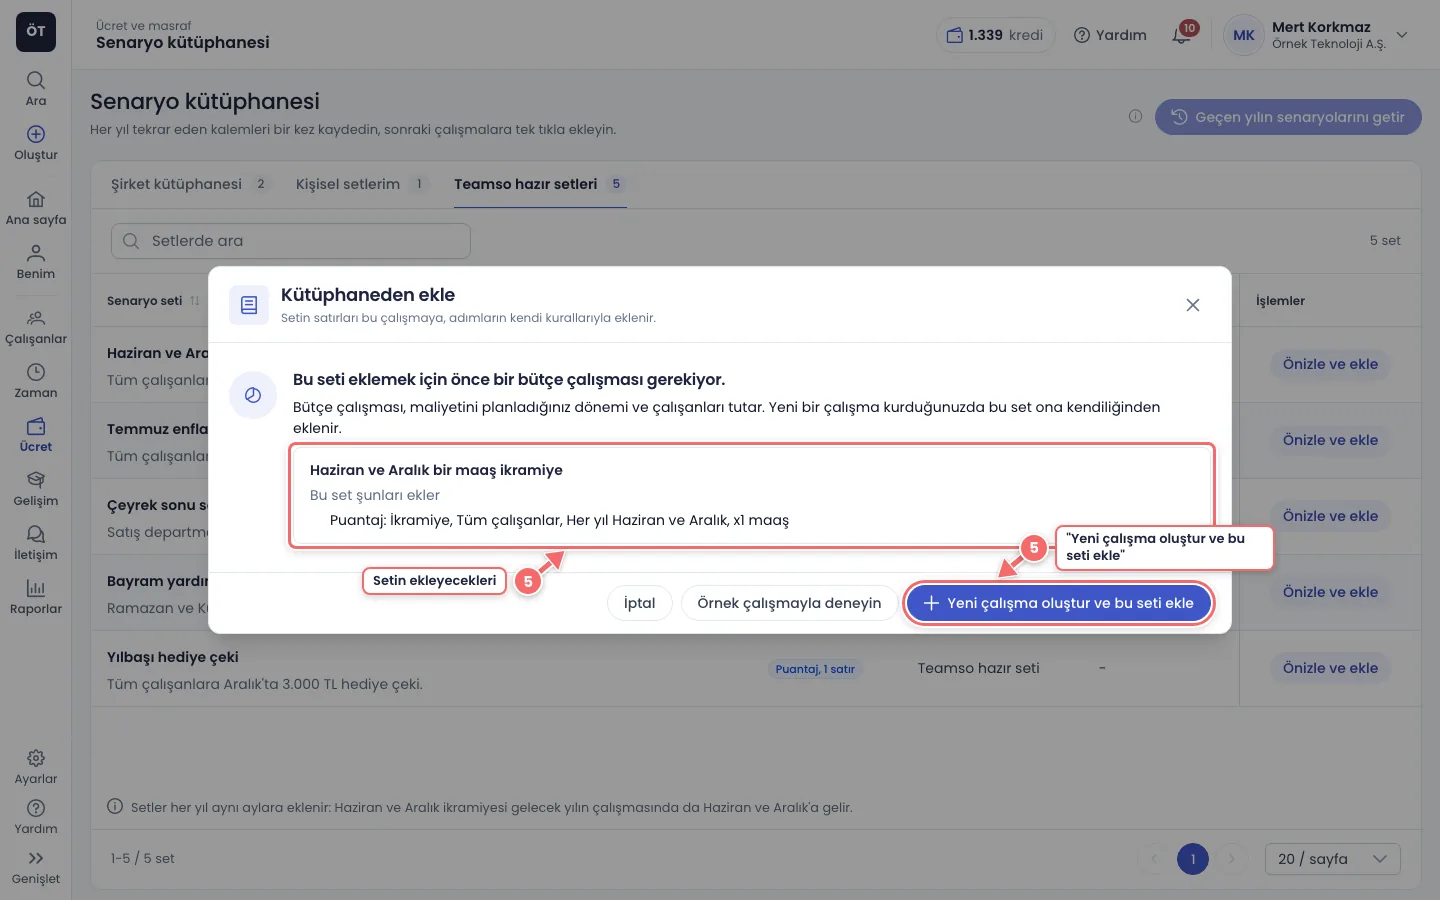 ÖT
Ara
Oluştur
Ana sayfa
Benim
Çalışanlar
Zaman
Ücret
Gelişim
İletişim
Raporlar
Ayarlar
Yardım
Genişlet
Ücret ve masraf
Senaryo kütüphanesi
1.339 kredi
Yardım
10
MK
Mert Korkmaz
Örnek Teknoloji A.Ş.
Senaryo kütüphanesi
Her yıl tekrar eden kalemleri bir kez kaydedin, sonraki çalışmalara tek tıkla ekleyin.
Geçen yılın senaryolarını getir
Şirket kütüphanesi 2
Kişisel setlerim 1
Teamso hazır setleri 5
Setlerde ara
5 set
Senaryo seti
İşlemler
Haziran ve Ara
Tüm çalışanlar
Önizle ve ekle
Temmuz enfla
Tüm çalışanlar
Önizle ve ekle
Çeyrek sonu s
Satış departm
Önizle ve ekle
Bayram yardım
Ramazan ve K
Önizle ve ekle
Yılbaşı hediye çeki
Tüm çalışanlara Aralık'ta 3.000 TL hediye çeki.
Puantaj, 1 satır
Teamso hazır seti
-
Önizle ve ekle
Kütüphaneden ekle
Setin satırları bu çalışmaya, adımların kendi kurallarıyla eklenir.
Bu seti eklemek için önce bir bütçe çalışması gerekiyor.
Bütçe çalışması, maliyetini planladığınız dönemi ve çalışanları tutar. Yeni bir çalışma kurduğunuzda bu set ona kendiliğinden
eklenir.
Haziran ve Aralık bir maaş ikramiye
Bu set şunları ekler
Puantaj: İkramiye, Tüm çalışanlar, Her yıl Haziran ve Aralık, x1 maaş
Setin ekleyecekleri
5
5
"Yeni çalışma oluştur ve bu
seti ekle"
İptal
Örnek çalışmayla deneyin
Yeni çalışma oluştur ve bu seti ekle
Setler her yıl aynı aylara eklenir: Haziran ve Aralık ikramiyesi gelecek yılın çalışmasında da Haziran ve Aralık'a gelir.
1-5 / 5 set
1
20 / sayfa